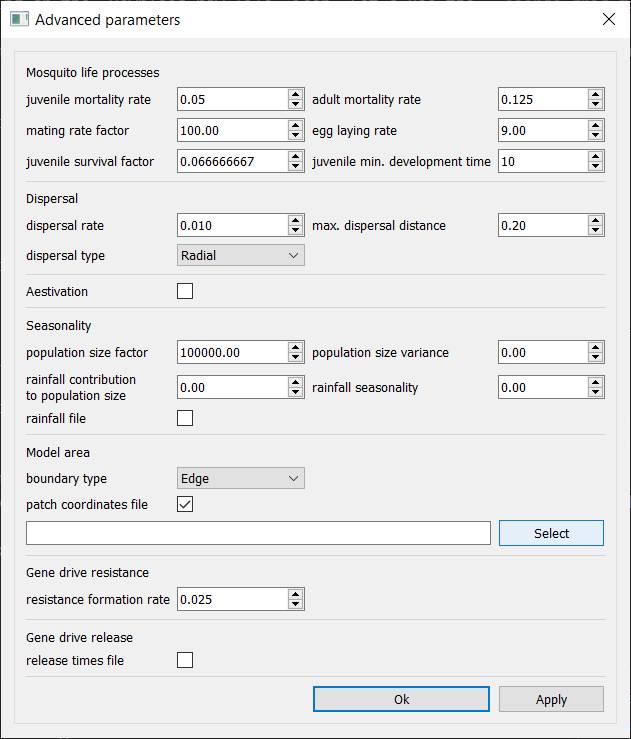 Advanced parameters
Mosquito life processes
juvenile mortality rate 0.05 adult mortality rate 0.125
mating rate factor 100.00 egg laying rate 9.00
juvenile survival factor 0.066666667 juvenile min. development time 10
Dispersal
dispersal rate 0.010 max. dispersal distance 0.20
dispersal type Radial
Aestivation
Seasonality
population size factor 100000.00 population size variance 0.00
rainfall contribution
to population size 0.00 rainfall seasonality 0.00
rainfall file
Model area
boundary type Edge
patch coordinates file
Select
Gene drive resistance
resistance formation rate 0.025
Gene drive release
release times file
Ok Apply